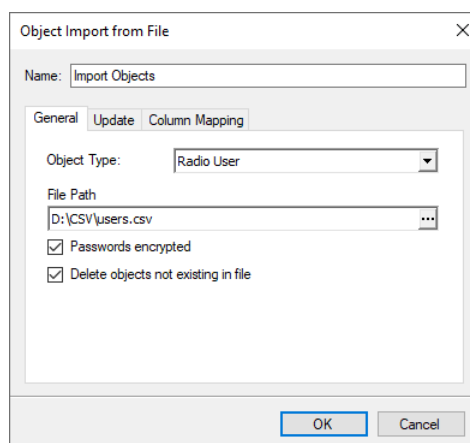 Object Import from File
Name: Import Objects
General Update Column Mapping
Object Type: Radio User
File Path
D:\CSV\users.csv ...
Passwords encrypted
Delete objects not existing in file
OK Cancel